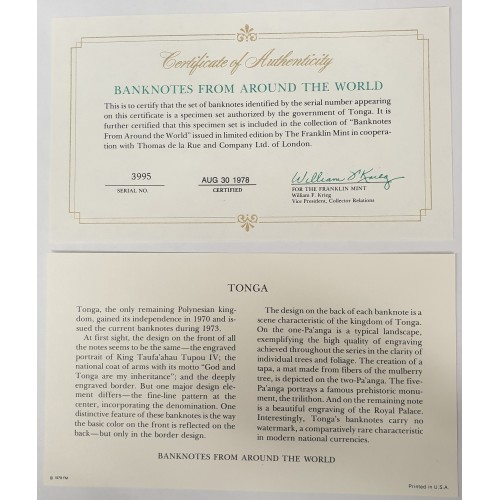 Certificate of Authenticity
BANKNOTES FROM AROUND THE WORLD
This is to certify that the set of banknotes identified by the serial number appearing
on this certificate is a specimen set authorized by the government of Tonga. It is
further certified that this specimen set is included in the collection of "Banknotes
From Around the World" issued in limited edition by The Franklin Mint in coopera-
tion with Thomas de la Rue and Company Ltd. of London.
3995
SERIAL NO.
AUG 30 1978
CERTIFIED
William F Krieg
FOR THE FRANKLIN MINT
William F. Krieg
Vice President, Collector Relations
TONGA
Tonga, the only remaining Polynesian king-
dom, gained its independence in 1970 and is-
sued the current banknotes during 1973.
At first sight, the design on the front of all
the notes seems to be the same—the engraved
portrait of King Taufa'ahau Tupou IV; the
national coat of arms with its motto "God and
Tonga are my inheritance"; and the deeply
engraved border. But one major design ele-
ment differs—the fine-line pattern at the
center, incorporating the denomination. One
distinctive feature of these banknotes is the way
the basic color on the front is reflected on the
back—but only in the border design.
The design on the back of each banknote is a
scene characteristic of the kingdom of Tonga.
On the one-Pa'anga is a typical landscape,
exemplifying the high quality of engraving
achieved throughout the series in the clarity of
individual trees and foliage. The creation of a
tapa, a mat made from fibers of the mulberry
tree, is depicted on the two-Pa'anga. The five-
Pa'anga portrays a famous prehistoric monu-
ment, the trilithon. And on the remaining note
is a beautiful engraving of the Royal Palace.
Interestingly, Tonga's banknotes carry no
watermark, a comparatively rare characteristic
in modern national currencies.
BANKNOTES FROM AROUND THE WORLD
© 1978 FM
Printed in U.S.A.